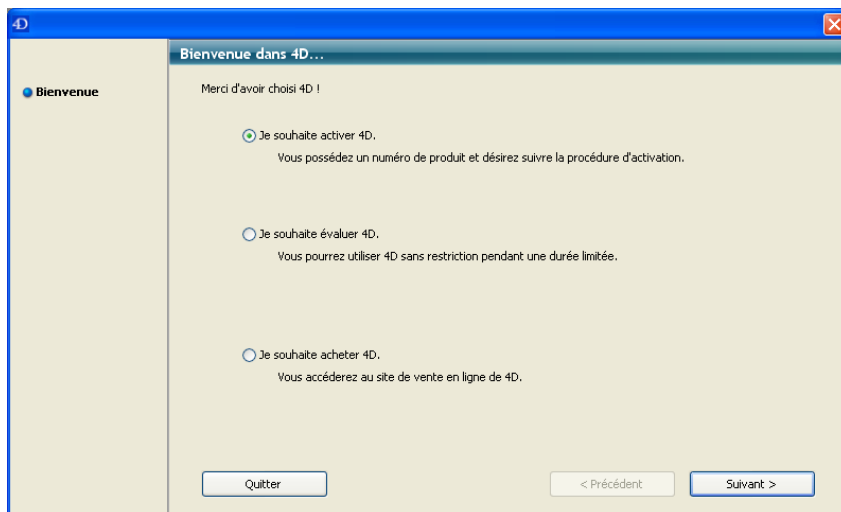 4D
Bienvenue dans 4D...
Bienvenue
Merci d'avoir choisi 4D !
Je souhaite activer 4D.
Vous possédez un numéro de produit et désirez suivre la procédure d'activation.
Je souhaite évaluer 4D.
Vous pourrez utiliser 4D sans restriction pendant une durée limitée.
Je souhaite acheter 4D.
Vous accéderez au site de vente en ligne de 4D.
Quitter
< Précédent
Suivant >